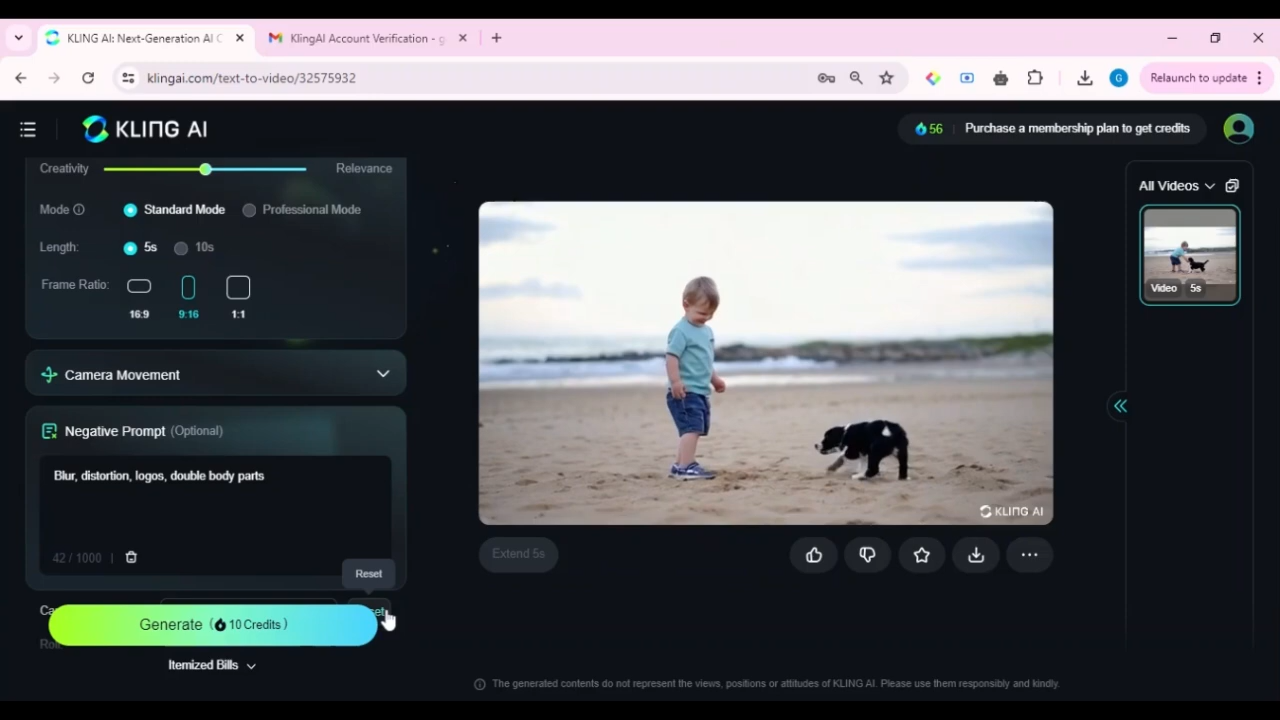 KLING AI: Next-Generation AI C
KlingAI Account Verification - g
klingai.com/text-to-video/32575932
G
Relaunch to update
KLING AI
56
Purchase a membership plan to get credits
Creativity
Relevance
Mode
Standard Mode
Professional Mode
Length:
5s
10s
Frame Ratio:
16:9
9:16
1:1
Camera Movement
Negative Prompt (Optional)
Blur, distortion, logos, double body parts
42 / 1000
Reset
Generate ( 10 Credits )
Itemized Bills
KLING AI
Extend 5s
The generated contents do not represent the views, positions or attitudes of KLING AI. Please use them responsibly and kindly.
All Videos
Video 5s